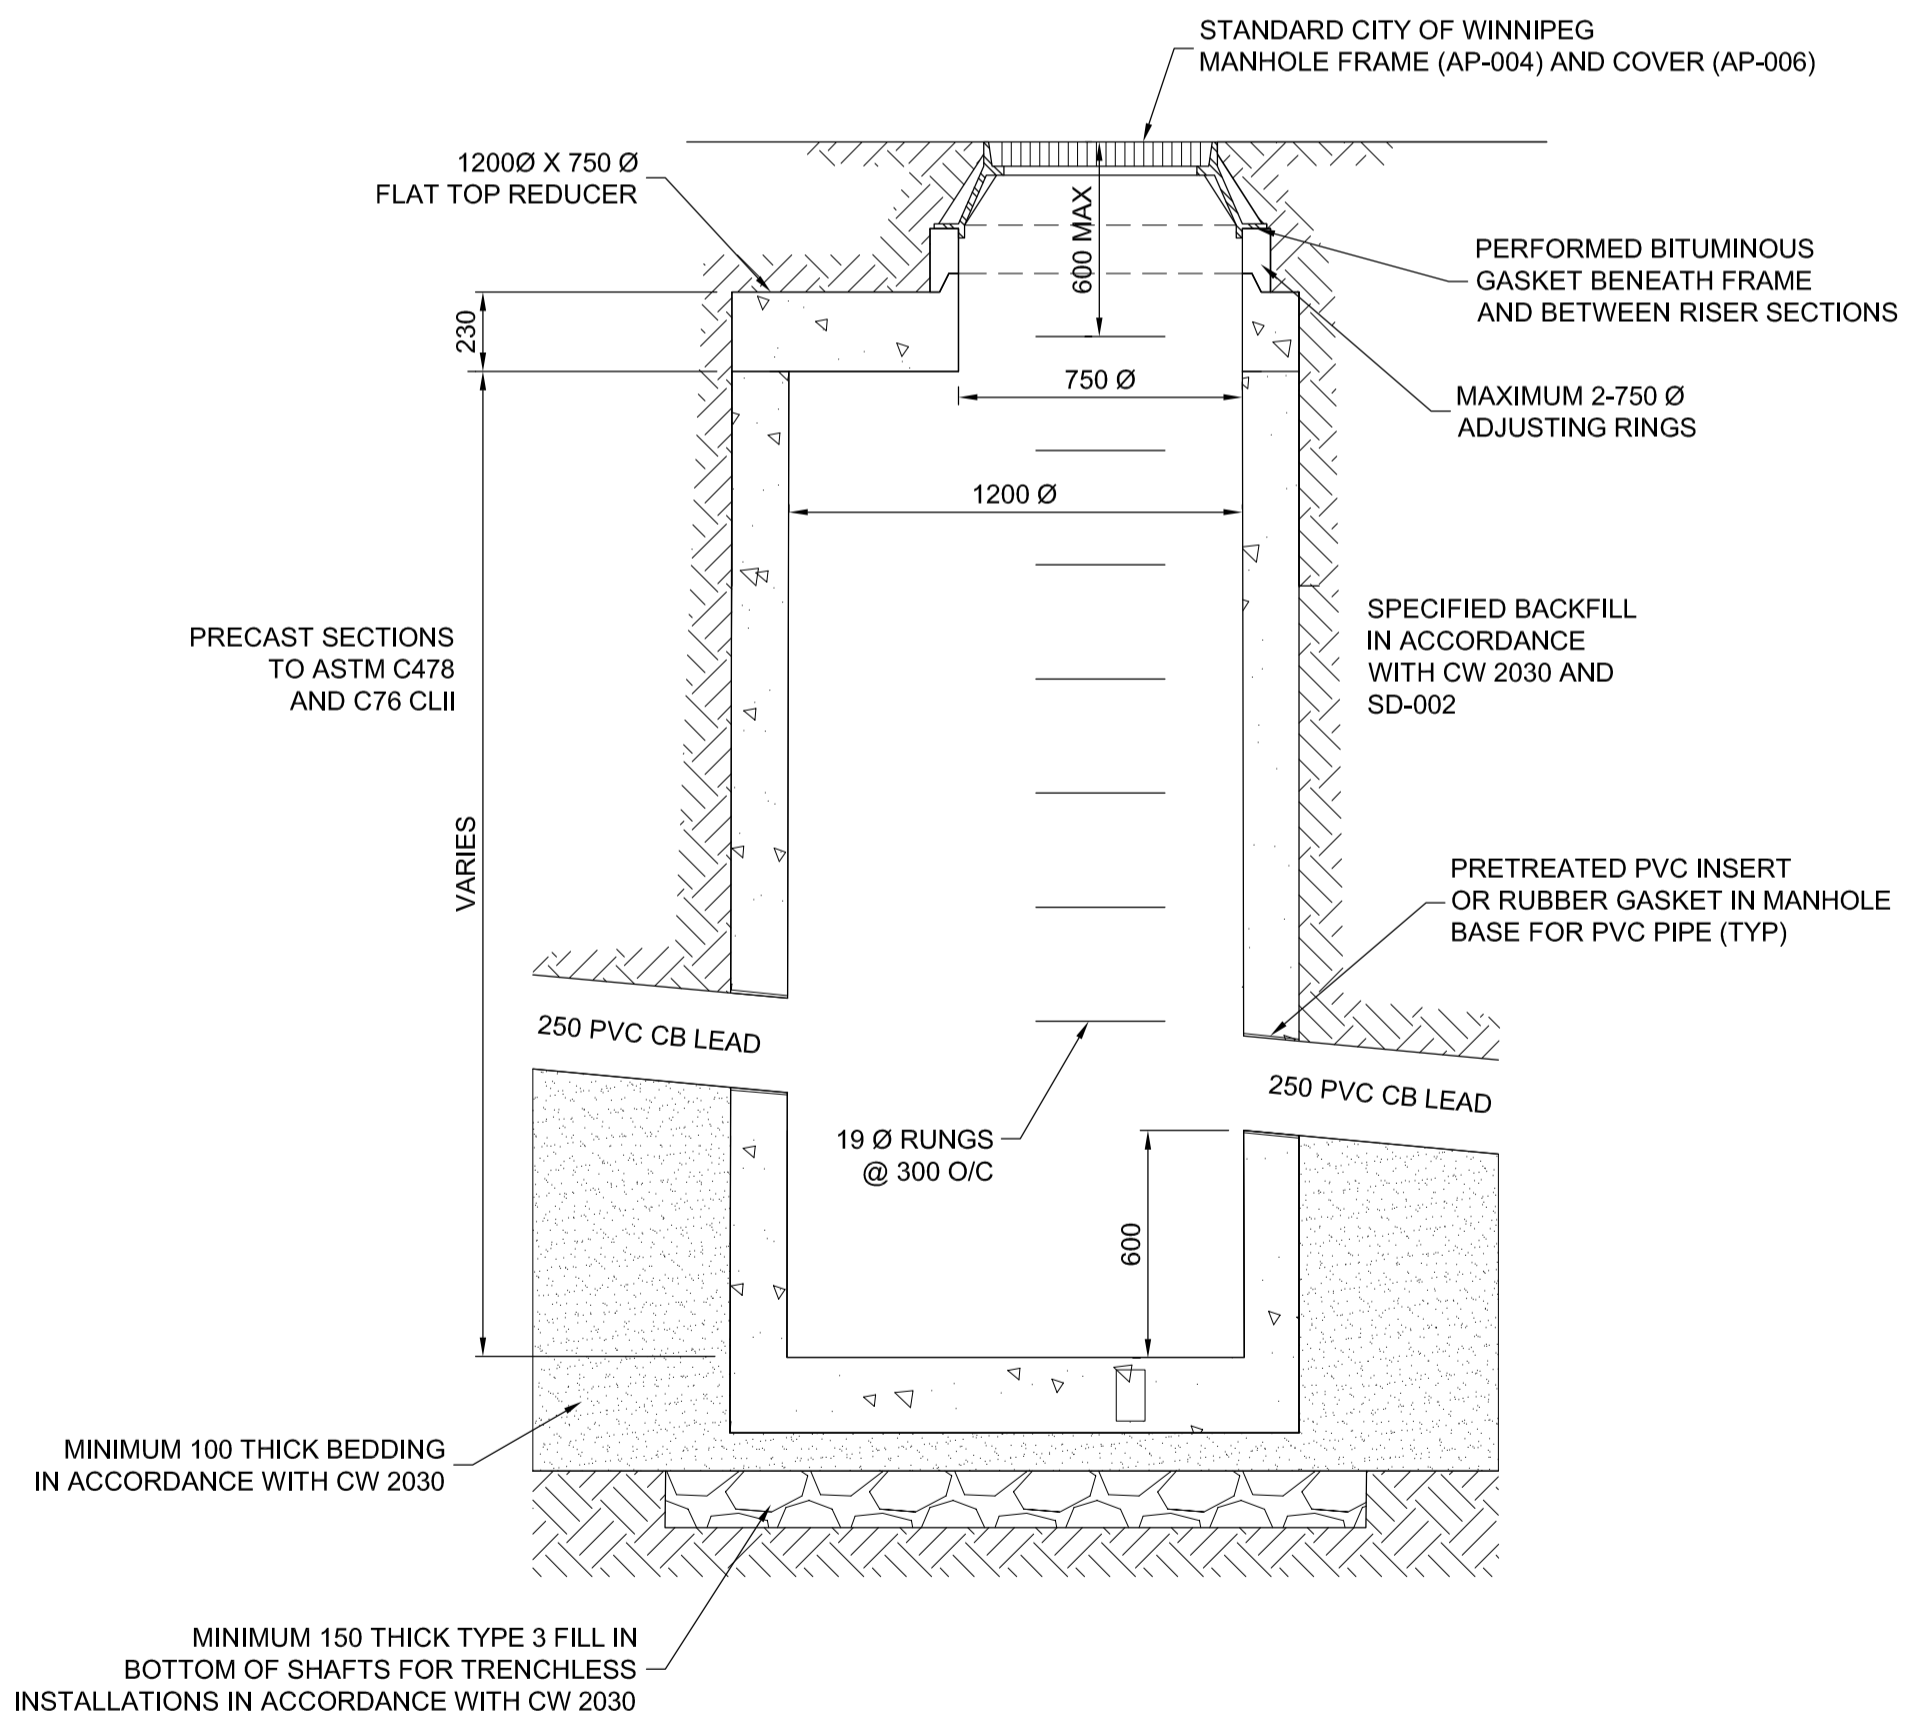 STANDARD CITY OF WINNIPEG
MANHOLE FRAME (AP-004) AND COVER (AP-006)
1200Ø X 750 Ø
FLAT TOP REDUCER
600 MAX
PERFORMED BITUMINOUS
GASKET BENEATH FRAME
AND BETWEEN RISER SECTIONS
230
750 Ø
MAXIMUM 2-750 Ø
ADJUSTING RINGS
1200 Ø
PRECAST SECTIONS
TO ASTM C478
AND C76 CLII
SPECIFIED BACKFILL
IN ACCORDANCE
WITH CW 2030 AND
SD-002
VARIES
PRETREATED PVC INSERT
OR RUBBER GASKET IN MANHOLE
BASE FOR PVC PIPE (TYP)
250 PVC CB LEAD
250 PVC CB LEAD
19 Ø RUNGS
@ 300 O/C
600
MINIMUM 100 THICK BEDDING
IN ACCORDANCE WITH CW 2030
MINIMUM 150 THICK TYPE 3 FILL IN
BOTTOM OF SHAFTS FOR TRENCHLESS
INSTALLATIONS IN ACCORDANCE WITH CW 2030